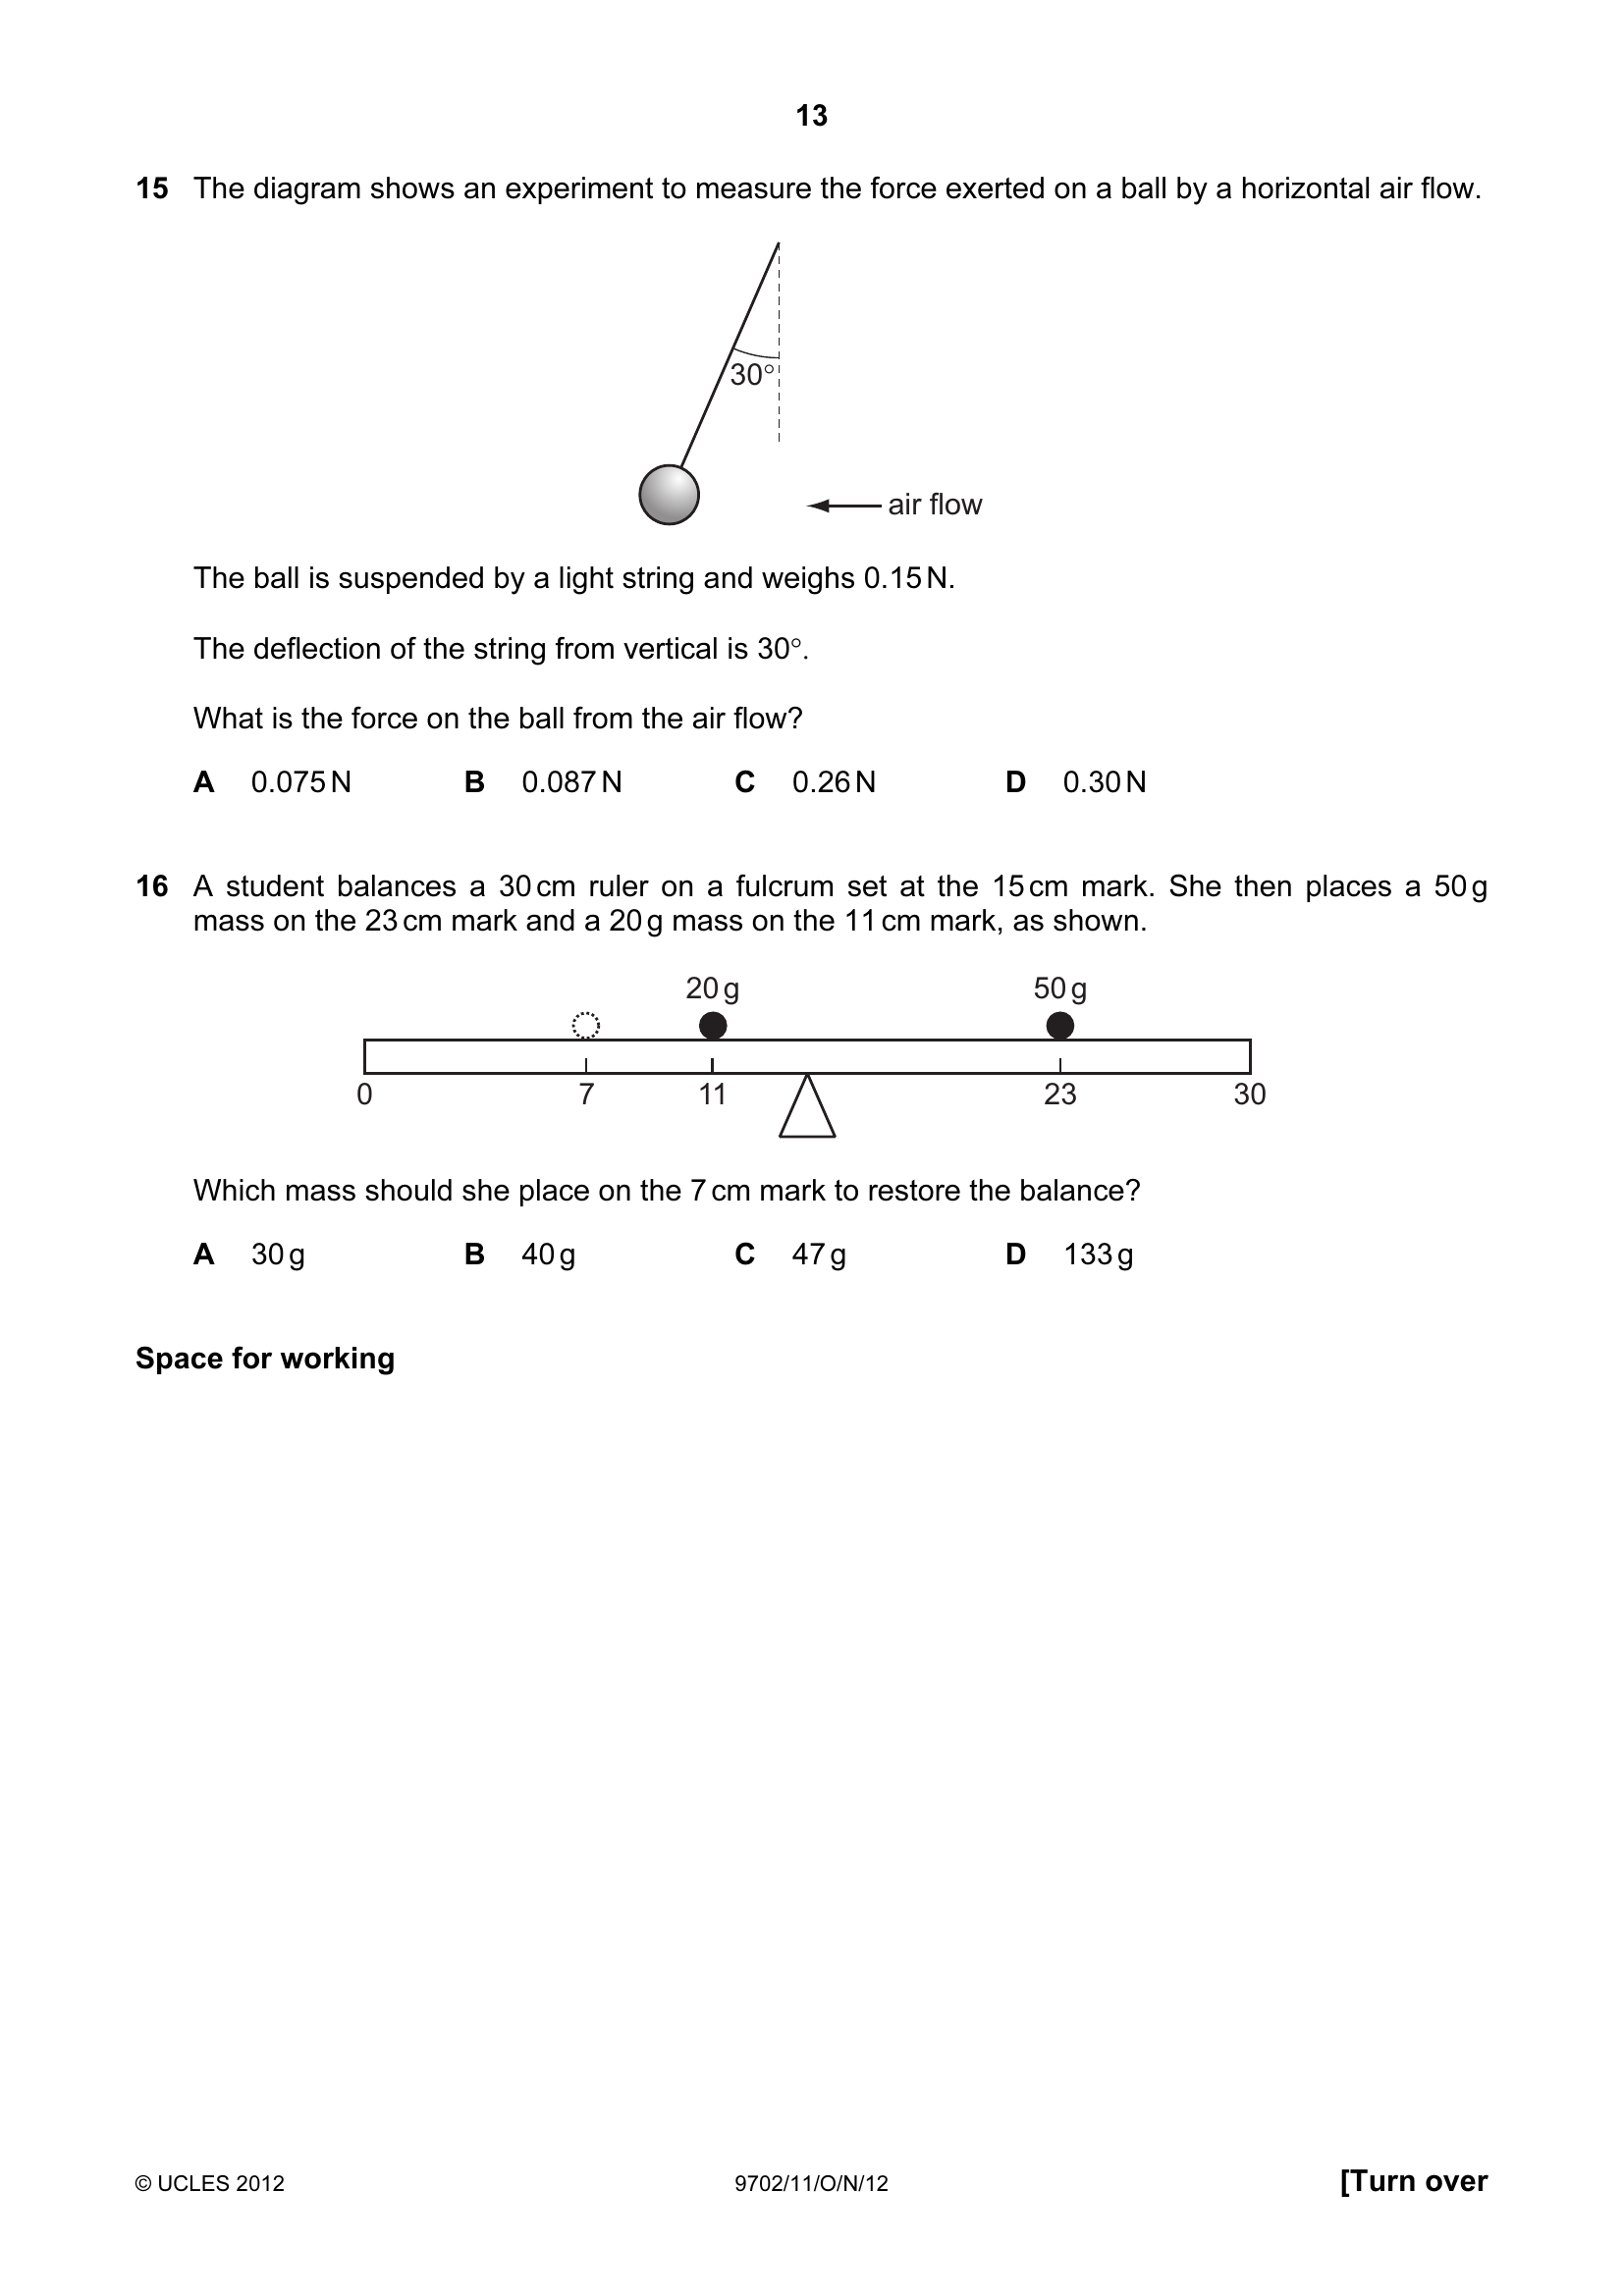 13
15 The diagram shows an experiment to measure the force exerted on a ball by a horizontal air flow.
30°
air flow
The ball is suspended by a light string and weighs 0.15 N.
The deflection of the string from vertical is 30°.
What is the force on the ball from the air flow?
A 0.075 N B 0.087 N C 0.26 N D 0.30 N
16 A student balances a 30 cm ruler on a fulcrum set at the 15 cm mark. She then places a 50 g
mass on the 23 cm mark and a 20 g mass on the 11 cm mark, as shown.
20 g 50 g
0 7 11 23 30
Which mass should she place on the 7 cm mark to restore the balance?
A 30 g B 40 g C 47 g D 133 g
Space for working
© UCLES 2012 9702/11/O/N/12 [Turn over